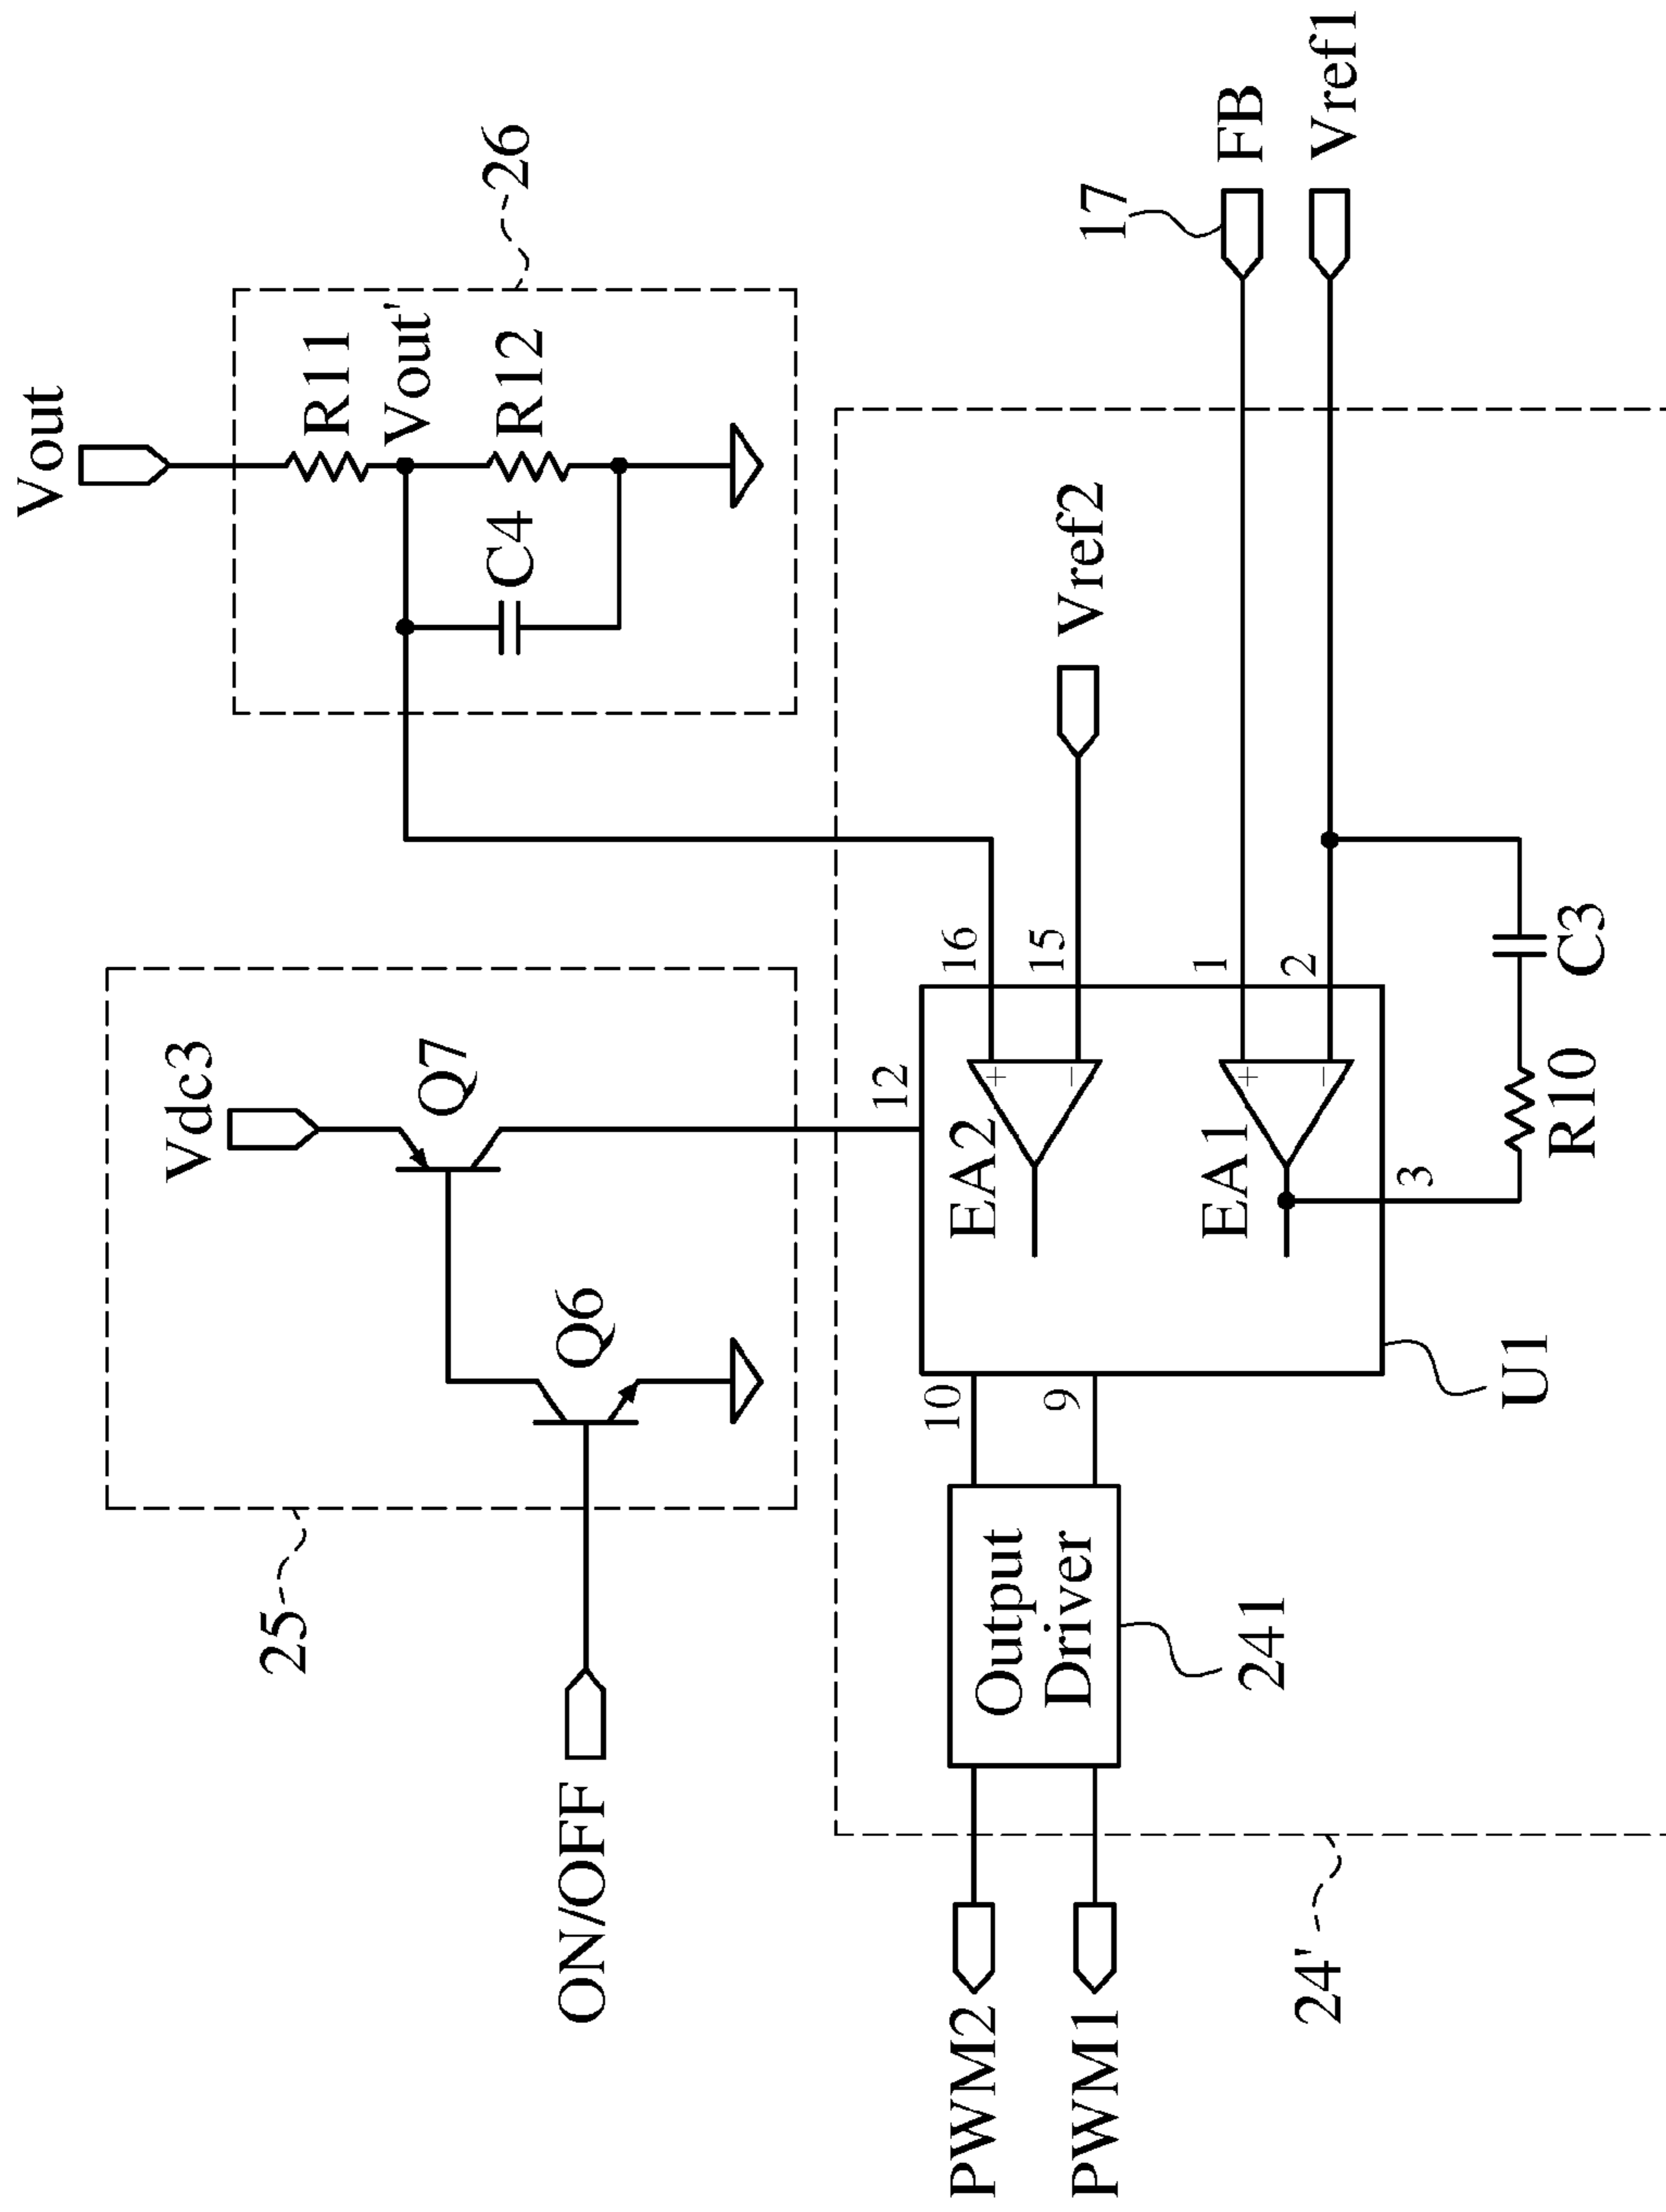 Vout
R11
Vout'
R12
C4
26
Vdc3
Q7
Q6
25
ON/OFF
12
16
15
Vref2
EA2
+
−
17
FB
Vref1
1
2
EA1
+
−
3
R10
C3
U1
10
9
Output
Driver
241
PWM2
PWM1
24'